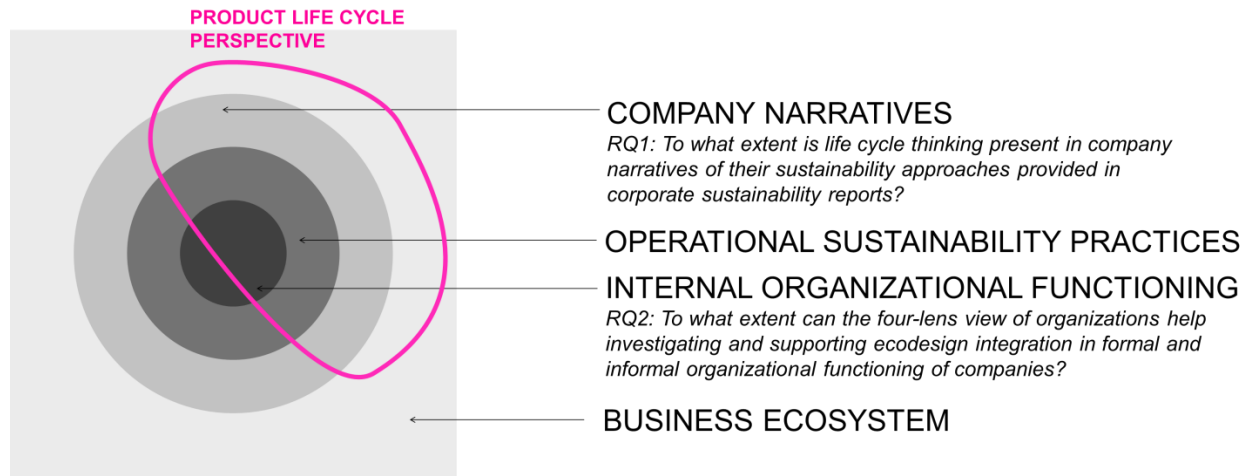 PRODUCT LIFE CYCLE
PERSPECTIVE
COMPANY NARRATIVES
RQ1: To what extent is life cycle thinking present in company
narratives of their sustainability approaches provided in
corporate sustainability reports?
OPERATIONAL SUSTAINABILITY PRACTICES
INTERNAL ORGANIZATIONAL FUNCTIONING
RQ2: To what extent can the four-lens view of organizations help
investigating and supporting ecodesign integration in formal and
informal organizational functioning of companies?
BUSINESS ECOSYSTEM